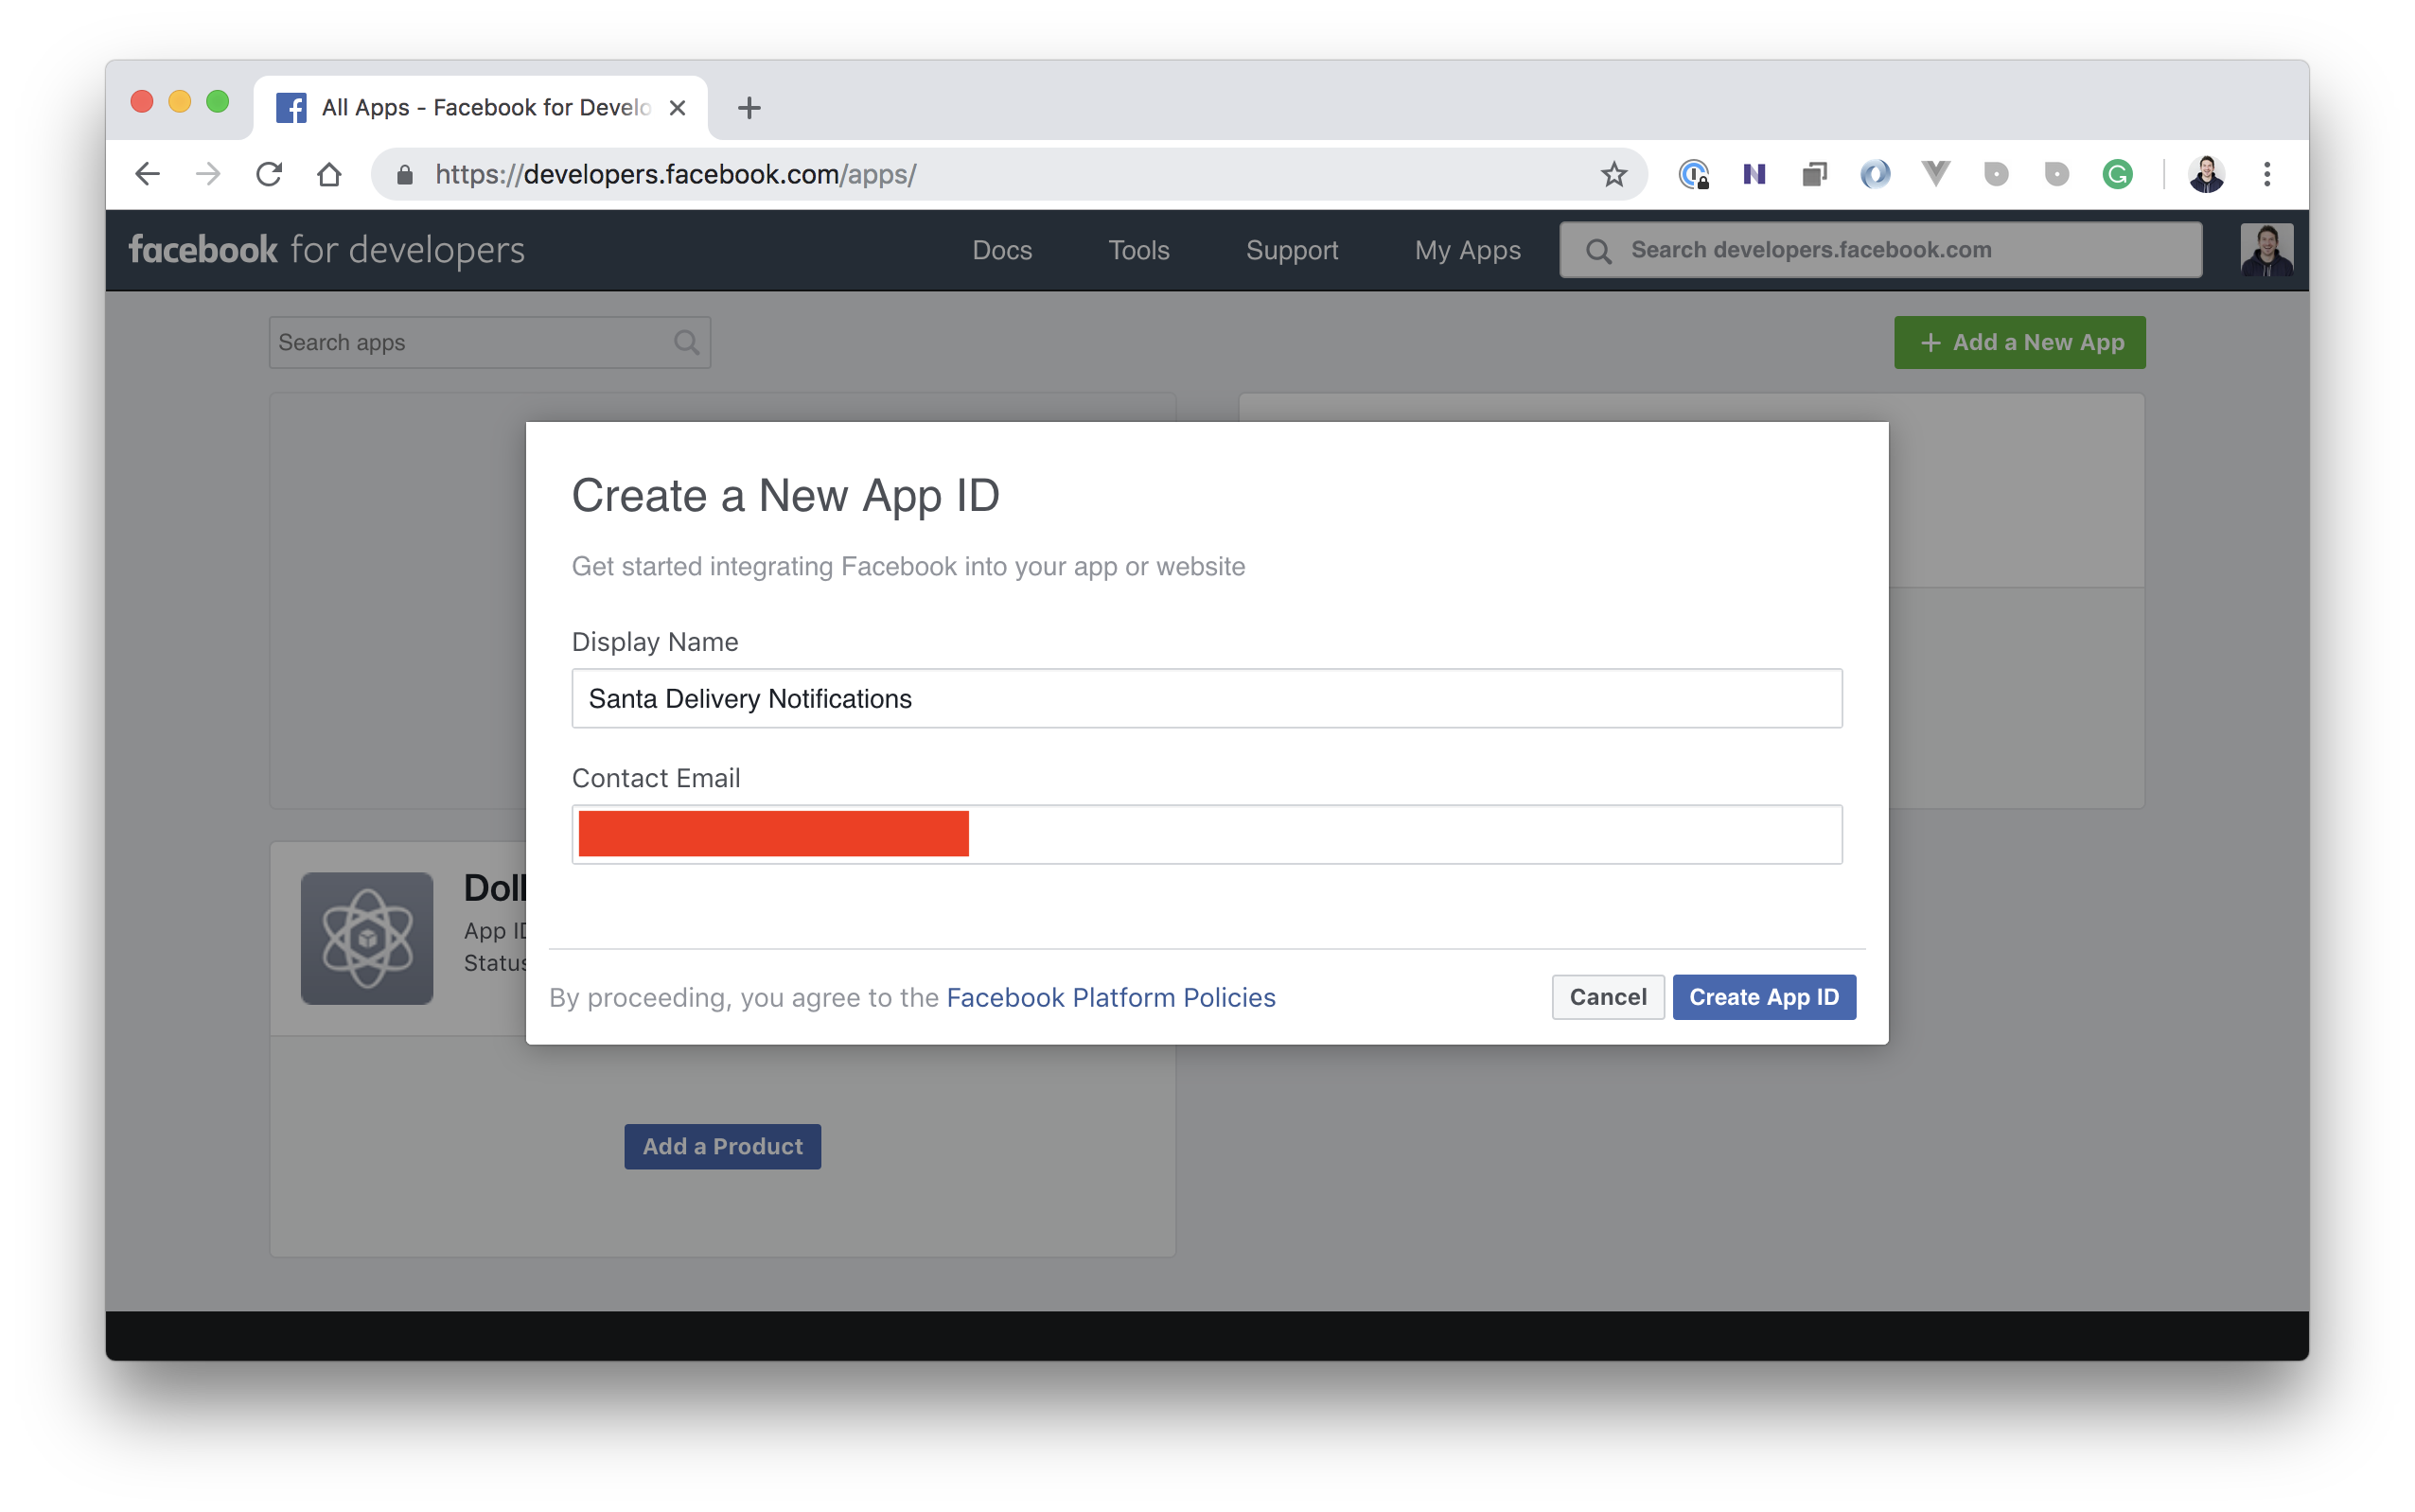 All Apps - Facebook for Develo
https://developers.facebook.com/apps/
facebook for developers
Docs
Tools
Support
My Apps
Search developers.facebook.com
Search apps
+ Add a New App
Create a New App ID
Get started integrating Facebook into your app or website
Display Name
Santa Delivery Notifications
Contact Email
Doll
App ID
Status
By proceeding, you agree to the Facebook Platform Policies
Cancel
Create App ID
Add a Product